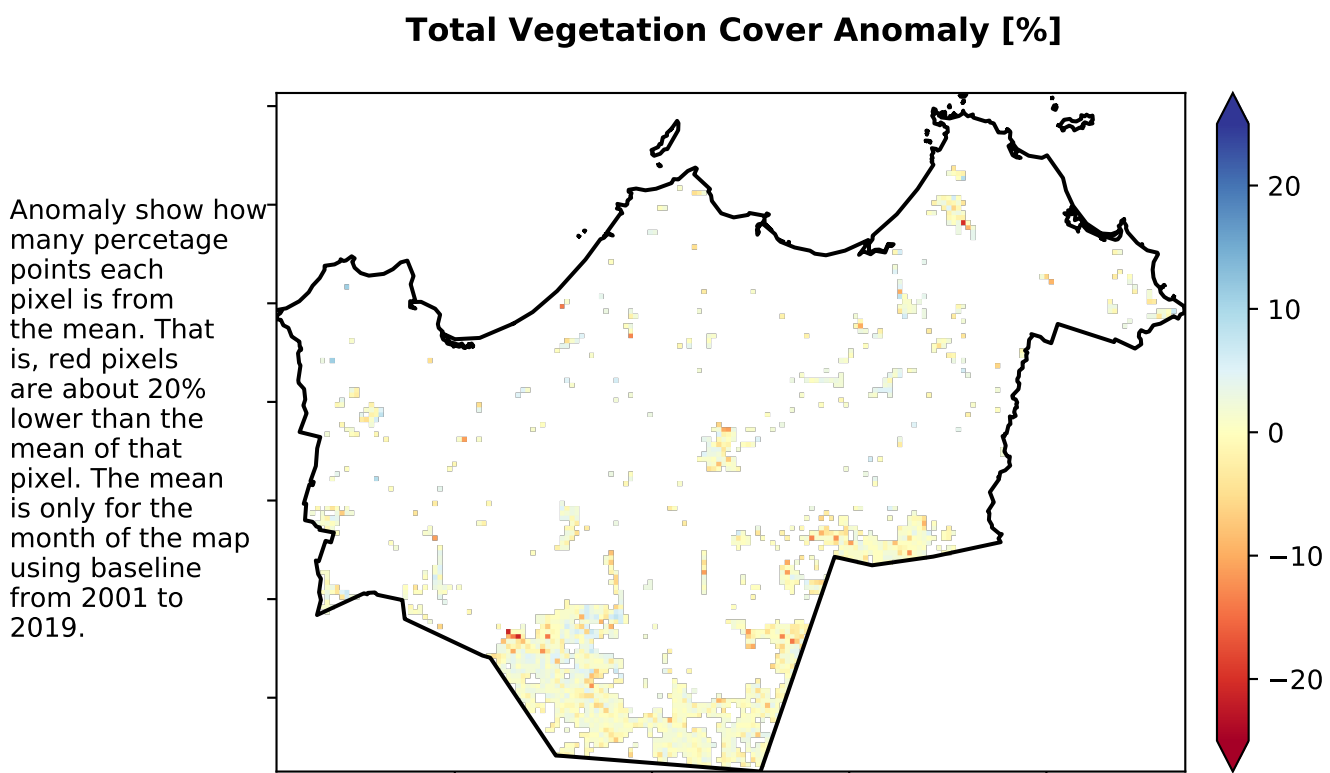 Total Vegetation Cover Anomaly [%]
Anomaly show how
many percetage
points each
pixel is from
the mean. That
is, red pixels
are about 20%
lower than the
mean of that
pixel. The mean
is only for the
month of the map
using baseline
from 2001 to
2019.
20
10
0
−10
−20